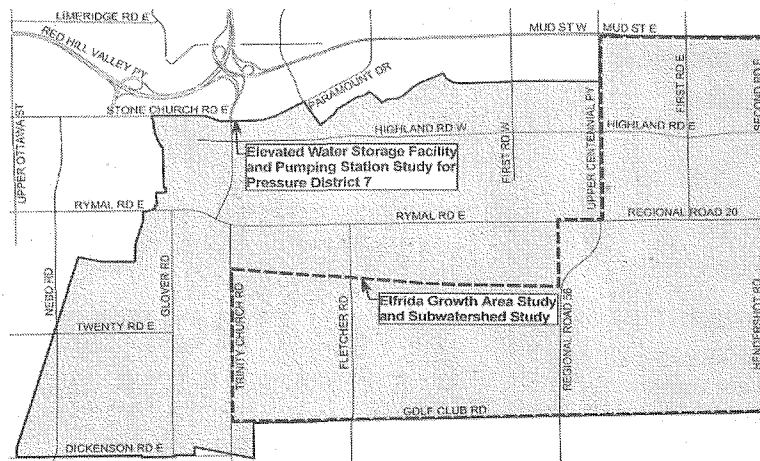 LIMERIDGE RD E
RED HILL VALLEY PY
MUD ST W
MUD ST E
UPPER OTTAWA ST
STONE CHURCH RD E
PARAMOUNT DR
HIGHLAND RD W
FIRST RD W
UPPER CENTENNIAL PY
FIRST RD E
SECOND RD E
HIGHLAND RD E
Elevated Water Storage Facility
and Pumping Station Study for
Pressure District 7
RYMAL RD E
RYMAL RD E
REGIONAL ROAD 20
NEBO RD
GLOVER RD
TRINITY CHURCH RD
FLETCHER RD
Elfrida Growth Area Study
and Subwatershed Study
REGIONAL ROAD 56
HENDERSHOT RD
TWENTY RD E
GOLF CLUB RD
DICKENSON RD E